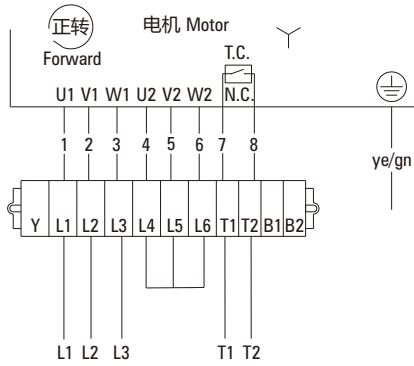 正转
电机 Motor
Forward
T.C.
U1 V1 W1 U2 V2 W2 N.C.
1 2 3 4 5 6 7 8
ye/gn
Y L1 L2 L3 L4 L5 L6 T1 T2 B1 B2
L1 L2 L3 T1 T2